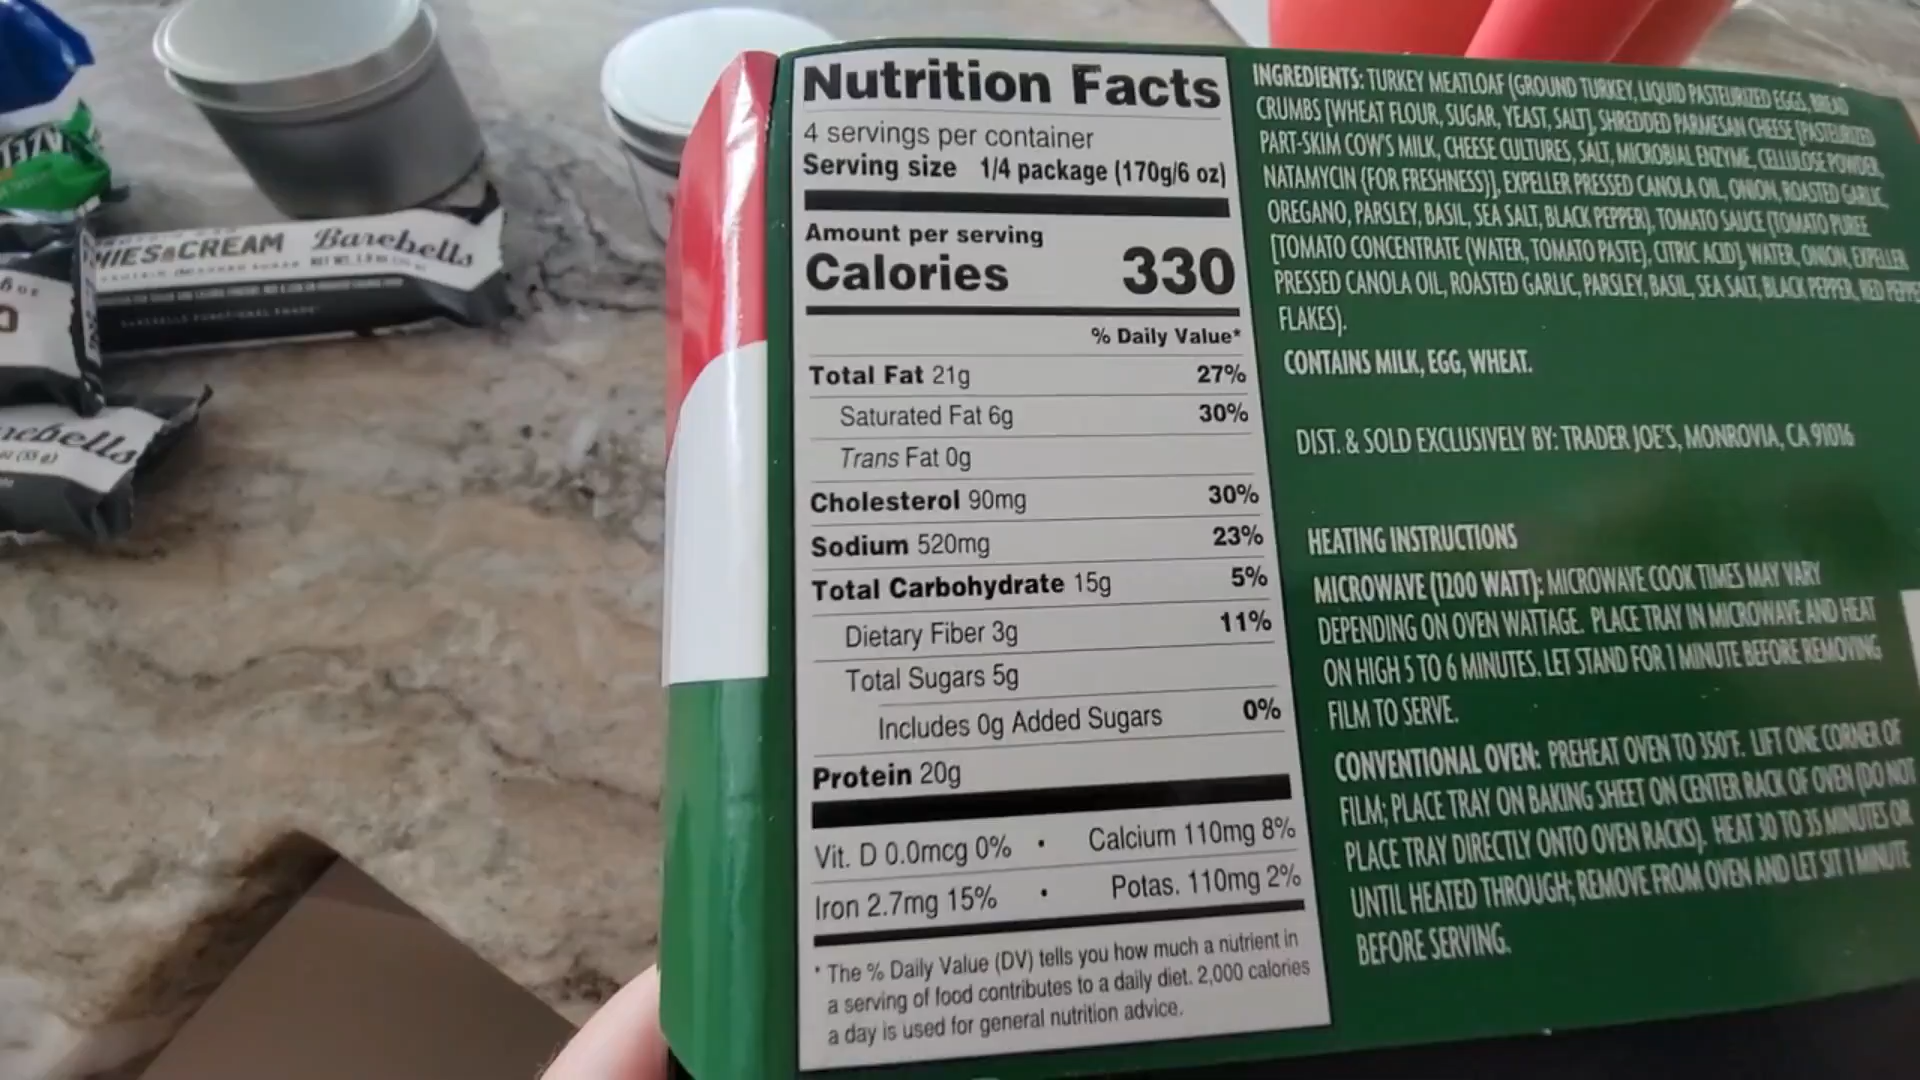 Nutrition Facts
4 servings per container
Serving size 1/4 package (170g/6 oz)
Amount per serving
Calories 330
% Daily Value*
Total Fat 21g 27%
Saturated Fat 6g 30%
Trans Fat 0g
Cholesterol 90mg 30%
Sodium 520mg 23%
Total Carbohydrate 15g 5%
Dietary Fiber 3g 11%
Total Sugars 5g
Includes 0g Added Sugars 0%
Protein 20g
Vit. D 0.0mcg 0% • Calcium 110mg 8%
Iron 2.7mg 15% • Potas. 110mg 2%
* The % Daily Value (DV) tells you how much a nutrient in
a serving of food contributes to a daily diet. 2,000 calories
a day is used for general nutrition advice.
INGREDIENTS: TURKEY MEATLOAF (GROUND TURKEY, LIQUID PASTEURIZED EGGS, BREAD
CRUMBS [WHEAT FLOUR, SUGAR, YEAST, SALT], SHREDDED PARMESAN CHEESE [PASTEURIZED
PART-SKIM COW'S MILK, CHEESE CULTURES, SALT, MICROBIAL ENZYME, CELLULOSE POWDER,
NATAMYCIN {FOR FRESHNESS}], EXPELLER PRESSED CANOLA OIL, ONION, ROASTED GARLIC,
OREGANO, PARSLEY, BASIL, SEA SALT, BLACK PEPPER), TOMATO SAUCE (TOMATO PUREE
[TOMATO CONCENTRATE (WATER, TOMATO PASTE), CITRIC ACID], WATER, ONION, EXPELLER
PRESSED CANOLA OIL, ROASTED GARLIC, PARSLEY, BASIL, SEA SALT, BLACK PEPPER, RED PEPPE
FLAKES).
CONTAINS MILK, EGG, WHEAT.
DIST. & SOLD EXCLUSIVELY BY: TRADER JOE'S, MONROVIA, CA 91016
HEATING INSTRUCTIONS
MICROWAVE (1200 WATT): MICROWAVE COOK TIMES MAY VARY
DEPENDING ON OVEN WATTAGE. PLACE TRAY IN MICROWAVE AND HEAT
ON HIGH 5 TO 6 MINUTES. LET STAND FOR 1 MINUTE BEFORE REMOVING
FILM TO SERVE.
CONVENTIONAL OVEN: PREHEAT OVEN TO 350°F. LIFT ONE CORNER OF
FILM; PLACE TRAY ON BAKING SHEET ON CENTER RACK OF OVEN (DO NOT
PLACE TRAY DIRECTLY ONTO OVEN RACKS). HEAT 30 TO 35 MINUTES OR
UNTIL HEATED THROUGH; REMOVE FROM OVEN AND LET SIT 1 MINUTE
BEFORE SERVING.
IES&CREAM Barebells
rebells